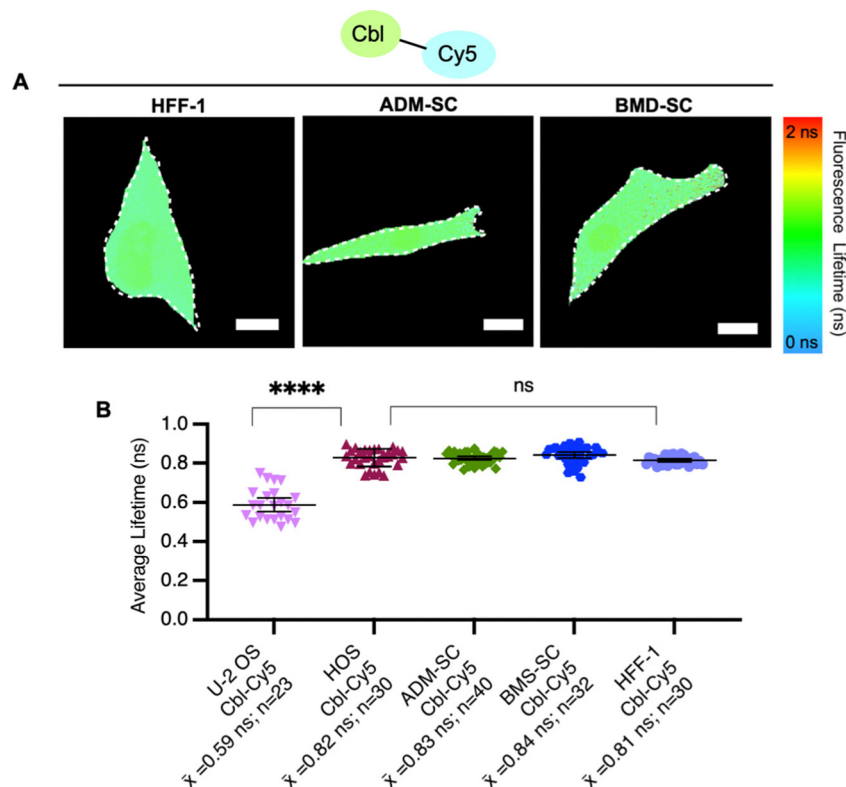 Cbl
Cy5
A
HFF-1
ADM-SC
BMD-SC
2 ns
0 ns
Fluorescence Lifetime (ns)
B
****
ns
Average Lifetime (ns)
1.0
0.8
0.6
0.4
0.2
0.0
U-2 OS
Cbl-Cy5
x̄ =0.59 ns; n=23
HOS
Cbl-Cy5
x̄ =0.82 ns; n=30
ADM-SC
Cbl-Cy5
x̄ =0.83 ns; n=40
BMS-SC
Cbl-Cy5
x̄ =0.84 ns; n=32
HFF-1
Cbl-Cy5
x̄ =0.81 ns; n=30